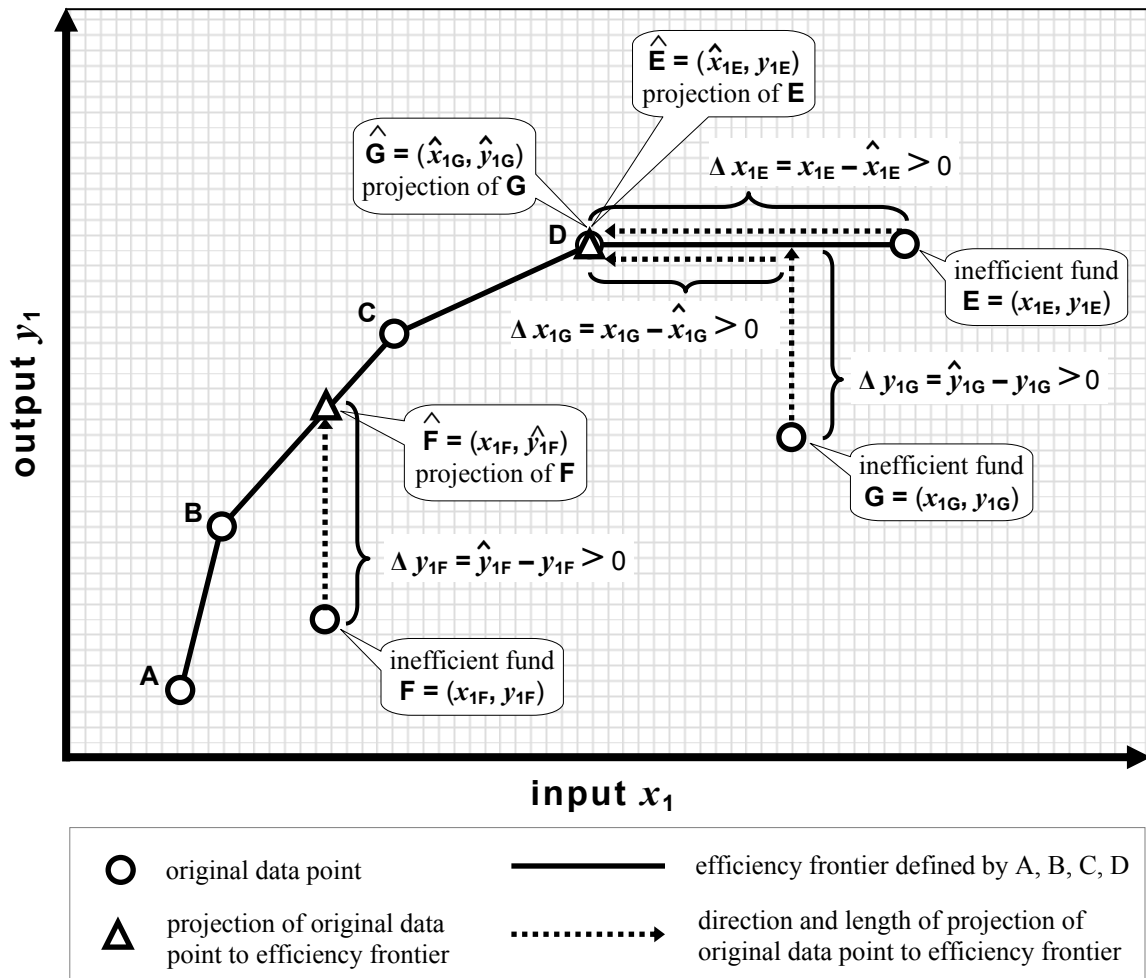 Ê = (x̂1E, y1E)
projection of E
Ĝ = (x̂1G, ŷ1G)
projection of G
Δ x1E = x1E – x̂1E > 0
D
inefficient fund
E = (x1E, y1E)
C
Δ x1G = x1G – x̂1G > 0
Δ y1G = ŷ1G – y1G > 0
output y1
F̂ = (x1F, ŷ1F)
projection of F
inefficient fund
G = (x1G, y1G)
B
Δ y1F = ŷ1F – y1F > 0
A
inefficient fund
F = (x1F, y1F)
input x1
original data point
efficiency frontier defined by A, B, C, D
projection of original data
point to efficiency frontier
direction and length of projection of
original data point to efficiency frontier